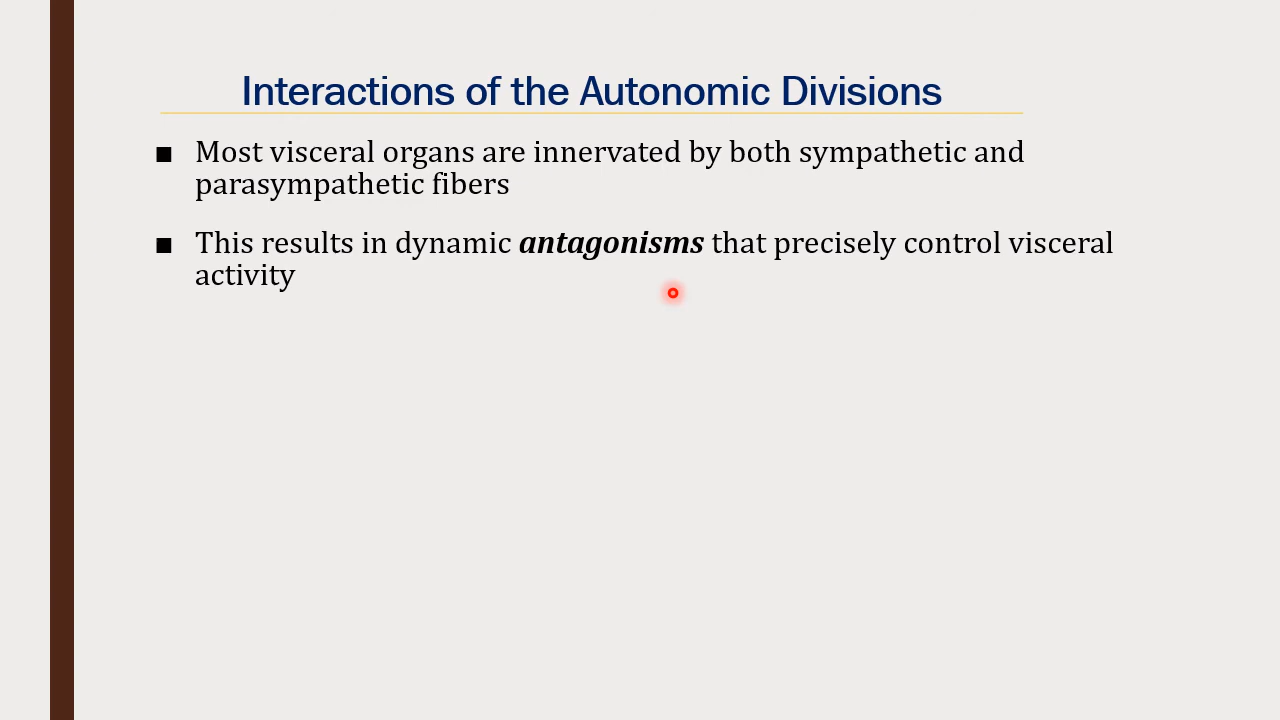 Interactions of the Autonomic Divisions
■ Most visceral organs are innervated by both sympathetic and
parasympathetic fibers
■ This results in dynamic antagonisms that precisely control visceral
activity